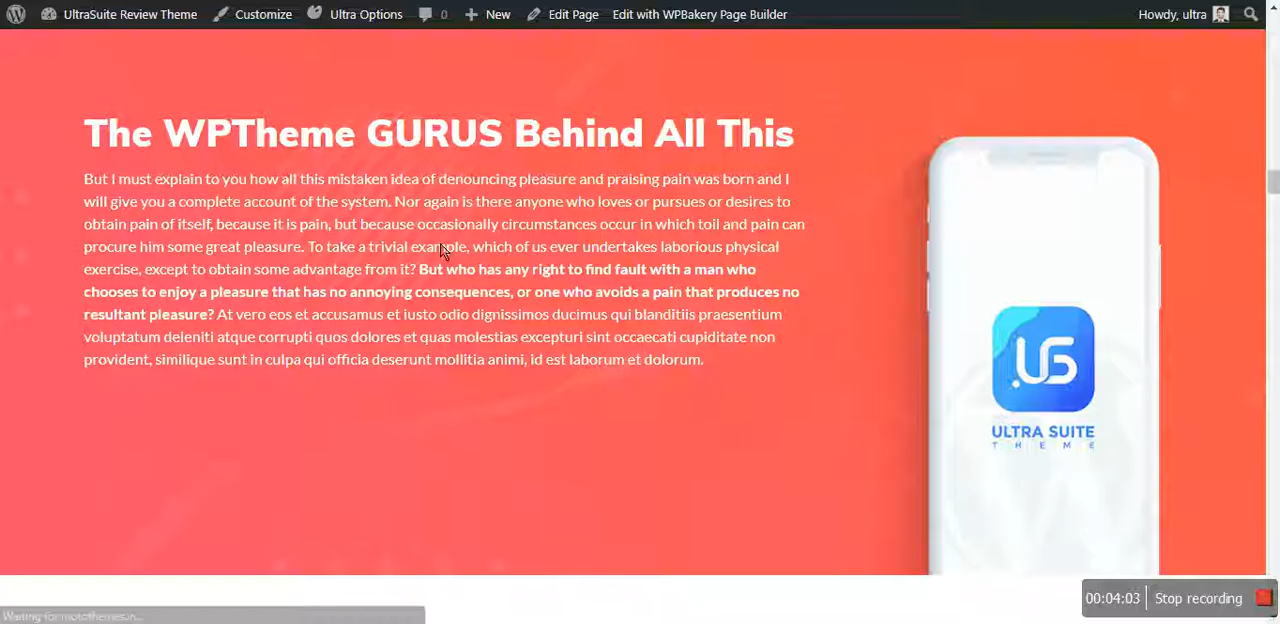 UltraSuite Review Theme Customize Ultra Options 0 New Edit Page Edit with WPBakery Page Builder Howdy, ultra
The WPTheme GURUS Behind All This
But I must explain to you how all this mistaken idea of denouncing pleasure and praising pain was born and I
will give you a complete account of the system. Nor again is there anyone who loves or pursues or desires to
obtain pain of itself, because it is pain, but because occasionally circumstances occur in which toil and pain can
procure him some great pleasure. To take a trivial example, which of us ever undertakes laborious physical
exercise, except to obtain some advantage from it? But who has any right to find fault with a man who
chooses to enjoy a pleasure that has no annoying consequences, or one who avoids a pain that produces no
resultant pleasure? At vero eos et accusamus et iusto odio dignissimos ducimus qui blanditiis praesentium
voluptatum deleniti atque corrupti quos dolores et quas molestias excepturi sint occaecati cupiditate non
provident, similique sunt in culpa qui officia deserunt mollitia animi, id est laborum et dolorum.
US
ULTRA SUITE
THEME
00:04:03 Stop recording
Waiting for